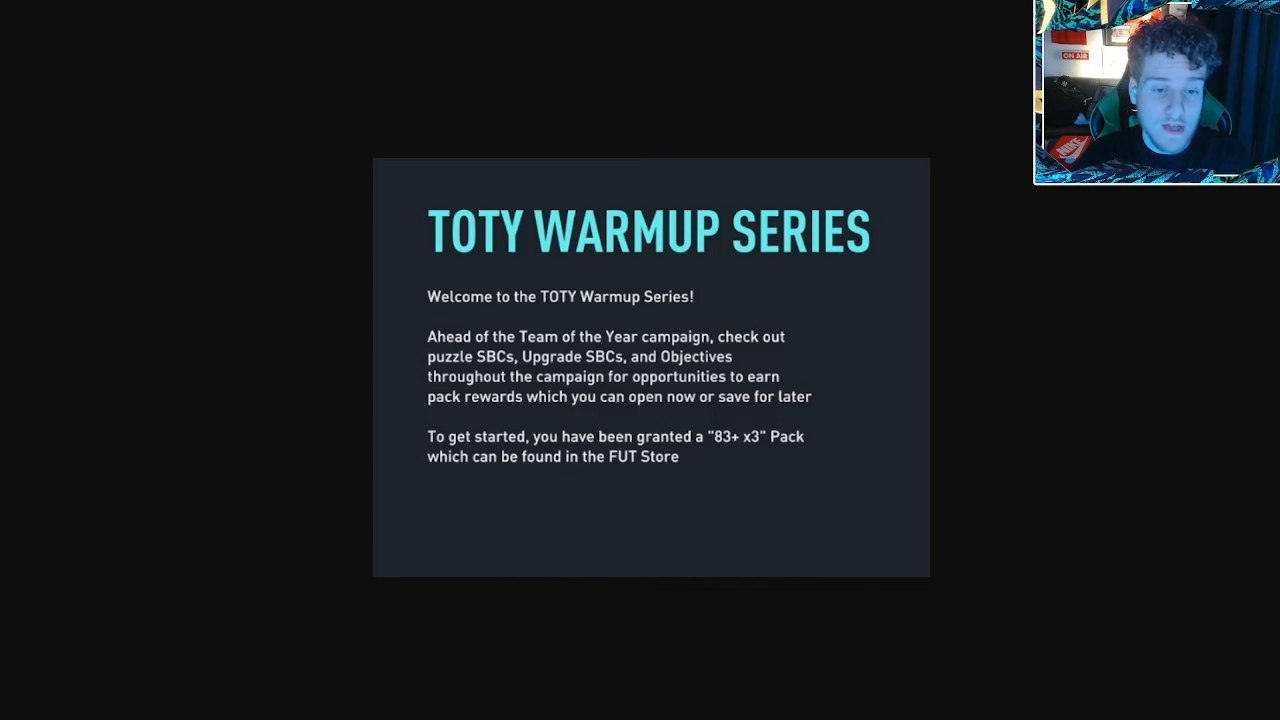 ON AIR
NIKE
TOTY WARMUP SERIES
Welcome to the TOTY Warmup Series!
Ahead of the Team of the Year campaign, check out
puzzle SBCs, Upgrade SBCs, and Objectives
throughout the campaign for opportunities to earn
pack rewards which you can open now or save for later
To get started, you have been granted a "83+ x3" Pack
which can be found in the FUT Store